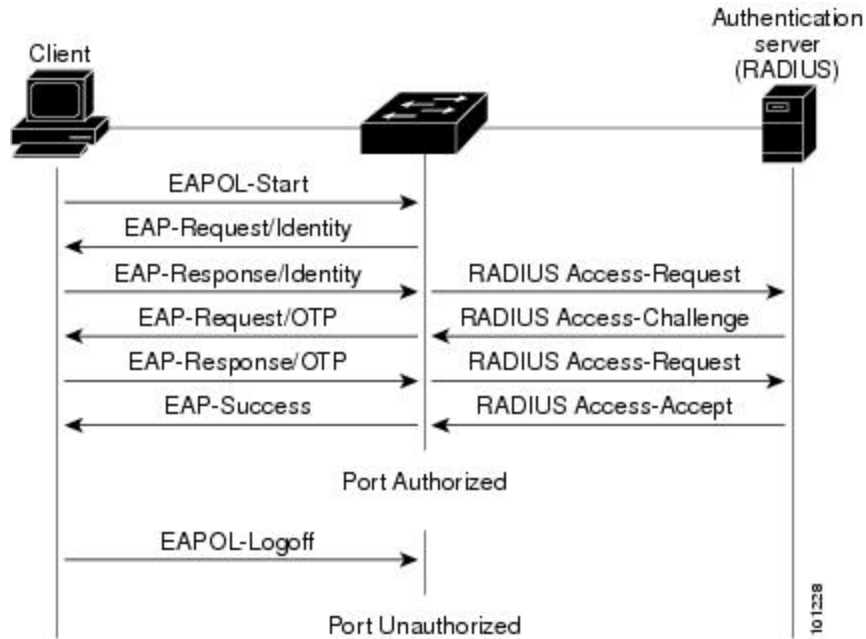 Authentication
server
(RADIUS)
Client
EAPOL-Start
EAP-Request/Identity
EAP-Response/Identity
RADIUS Access-Request
EAP-Request/OTP
RADIUS Access-Challenge
EAP-Response/OTP
RADIUS Access-Request
EAP-Success
RADIUS Access-Accept
Port Authorized
EAPOL-Logoff
Port Unauthorized
101228